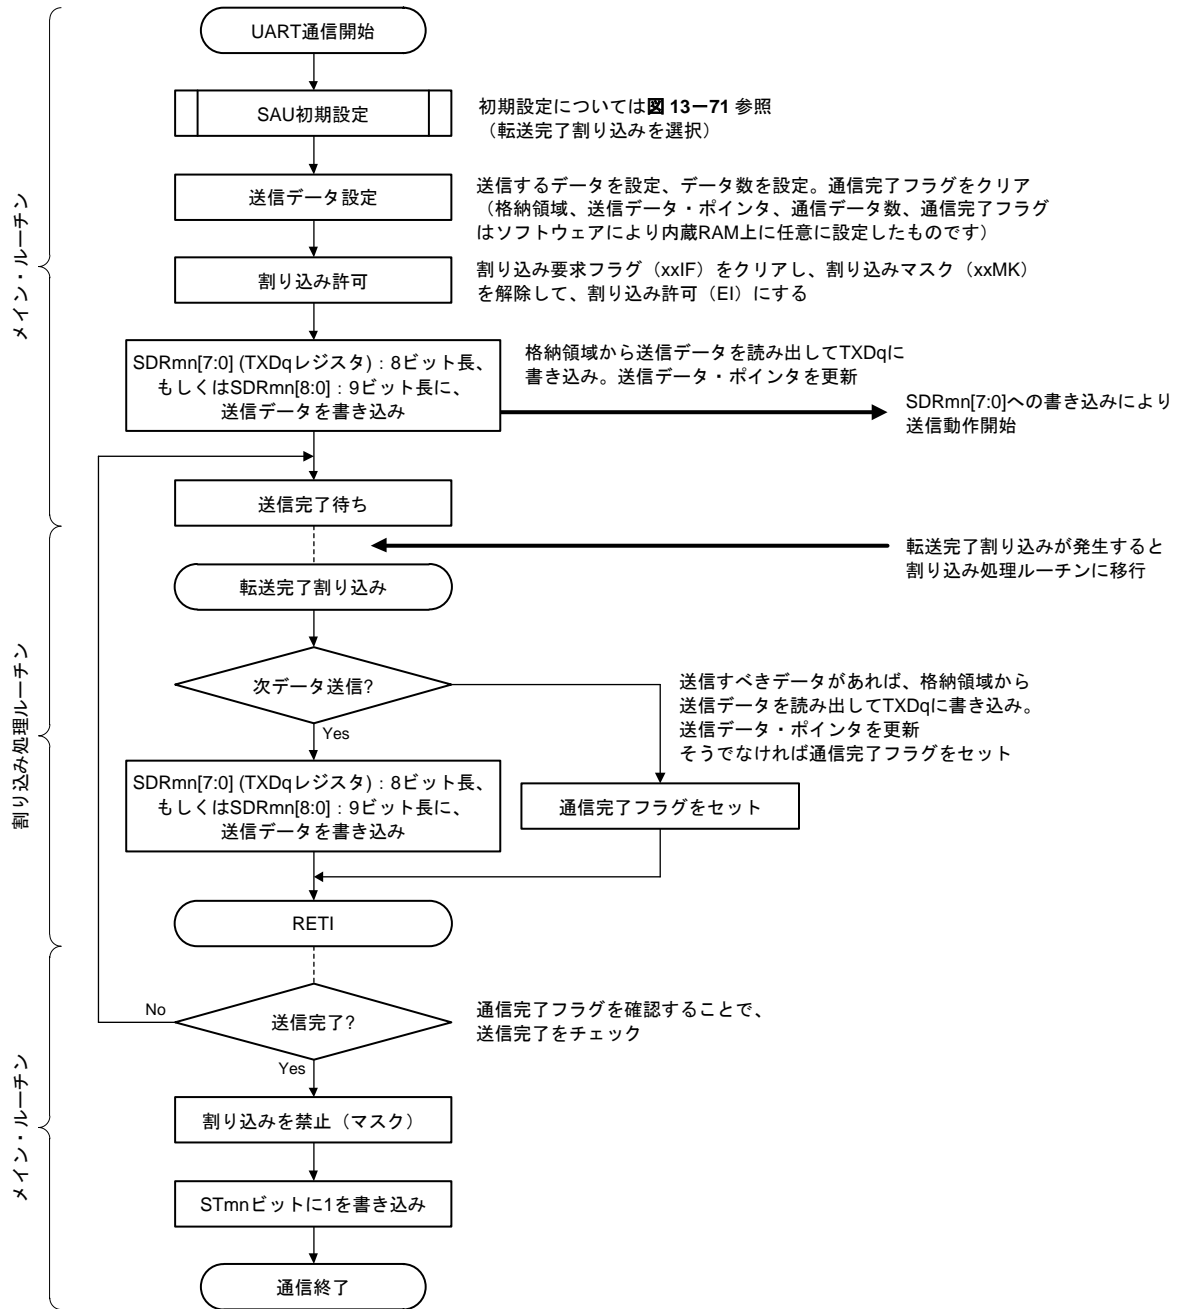 UART通信開始
SAU初期設定
初期設定については図 13－71 参照
（転送完了割り込みを選択）
送信データ設定
送信するデータを設定、データ数を設定。通信完了フラグをクリア
（格納領域、送信データ・ポインタ、通信データ数、通信完了フラグ
はソフトウェアにより内蔵RAM上に任意に設定したものです）
メイン・ルーチン
割り込み許可
割り込み要求フラグ（xxIF）をクリアし、割り込みマスク（xxMK）
を解除して、割り込み許可（EI）にする
SDRmn[7:0] (TXDqレジスタ)：8ビット長、
もしくはSDRmn[8:0]：9ビット長に、
送信データを書き込み
格納領域から送信データを読み出してTXDqに
書き込み。送信データ・ポインタを更新
SDRmn[7:0]への書き込みにより
送信動作開始
送信完了待ち
転送完了割り込みが発生すると
割り込み処理ルーチンに移行
転送完了割り込み
割り込み処理ルーチン
次データ送信?
送信すべきデータがあれば、格納領域から
送信データを読み出してTXDqに書き込み。
送信データ・ポインタを更新
そうでなければ通信完了フラグをセット
Yes
SDRmn[7:0] (TXDqレジスタ)：8ビット長、
もしくはSDRmn[8:0]：9ビット長に、
送信データを書き込み
通信完了フラグをセット
RETI
No
送信完了?
通信完了フラグを確認することで、
送信完了をチェック
Yes
メイン・ルーチン
割り込みを禁止（マスク）
STmnビットに1を書き込み
通信終了